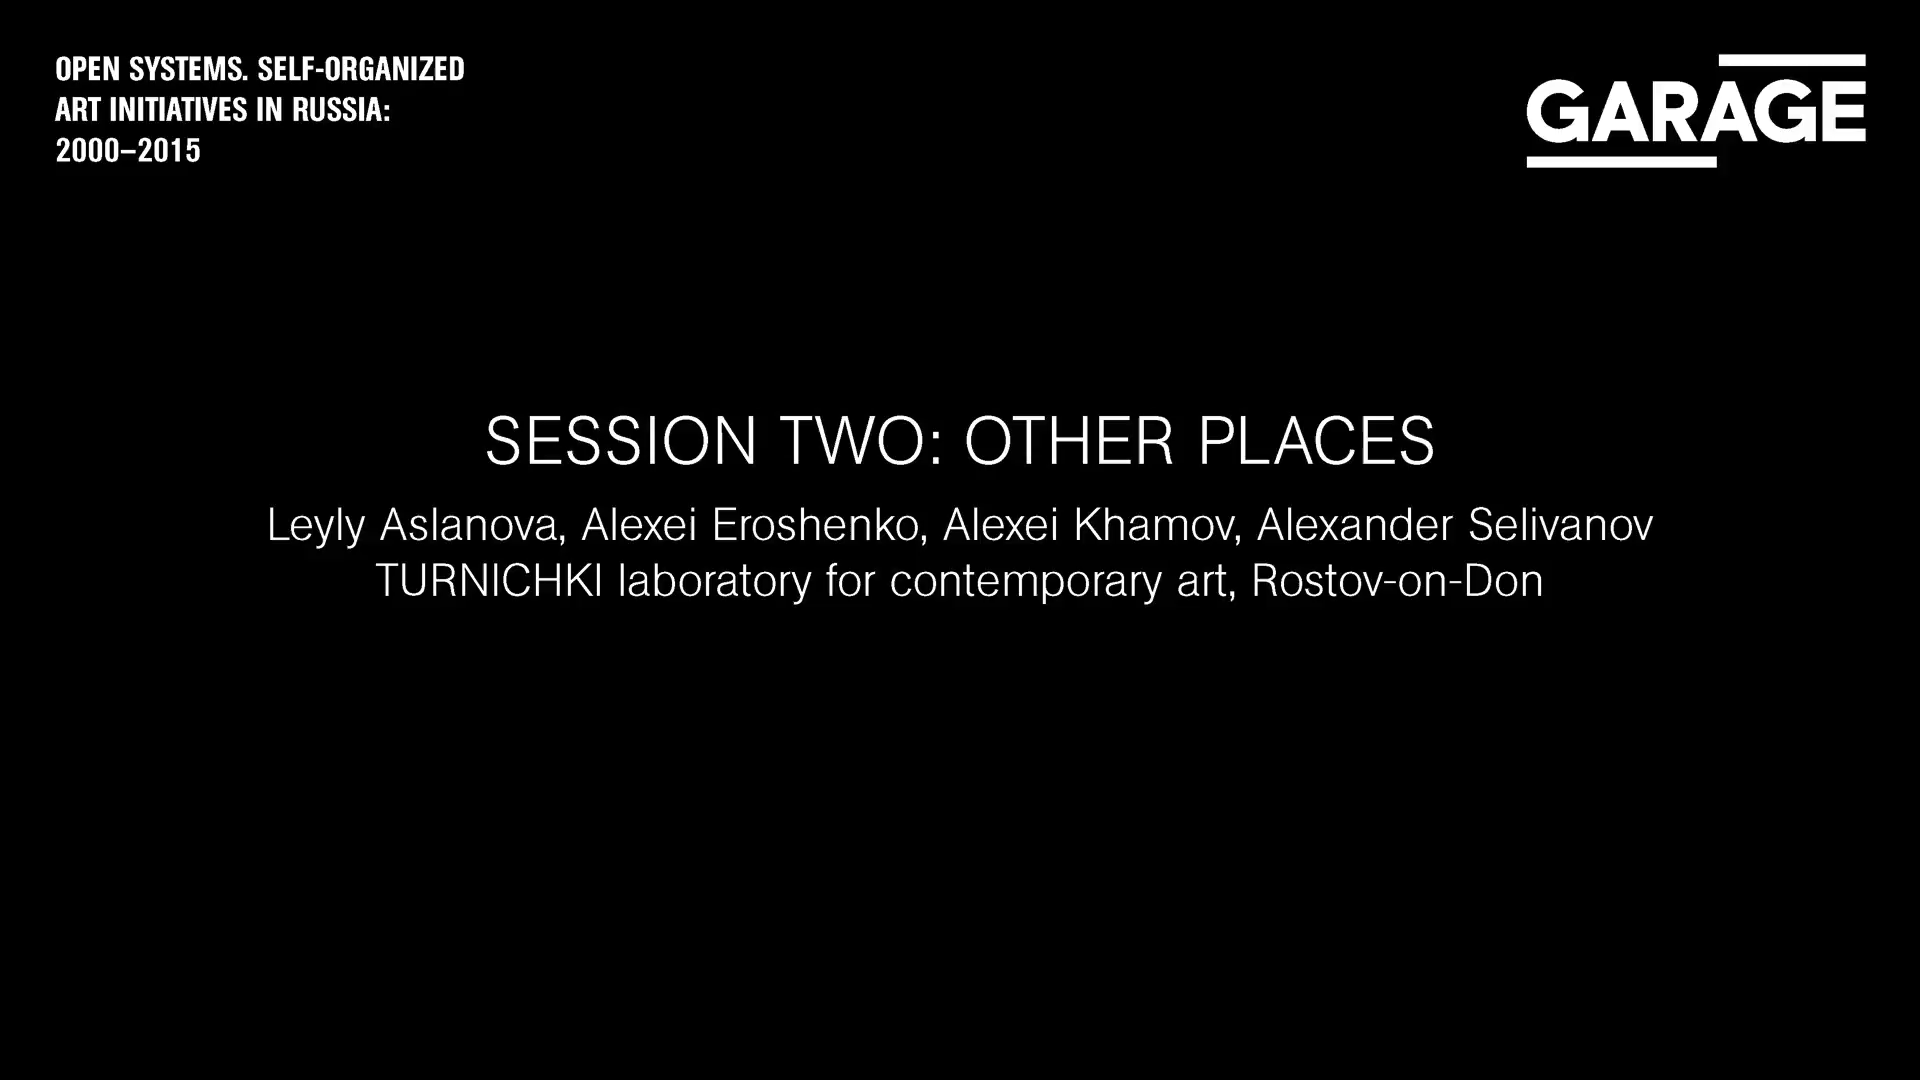 OPEN SYSTEMS. SELF-ORGANIZED
ART INITIATIVES IN RUSSIA:
2000–2015
GARAGE
SESSION TWO: OTHER PLACES
Leyly Aslanova, Alexei Eroshenko, Alexei Khamov, Alexander Selivanov
TURNICHKI laboratory for contemporary art, Rostov-on-Don